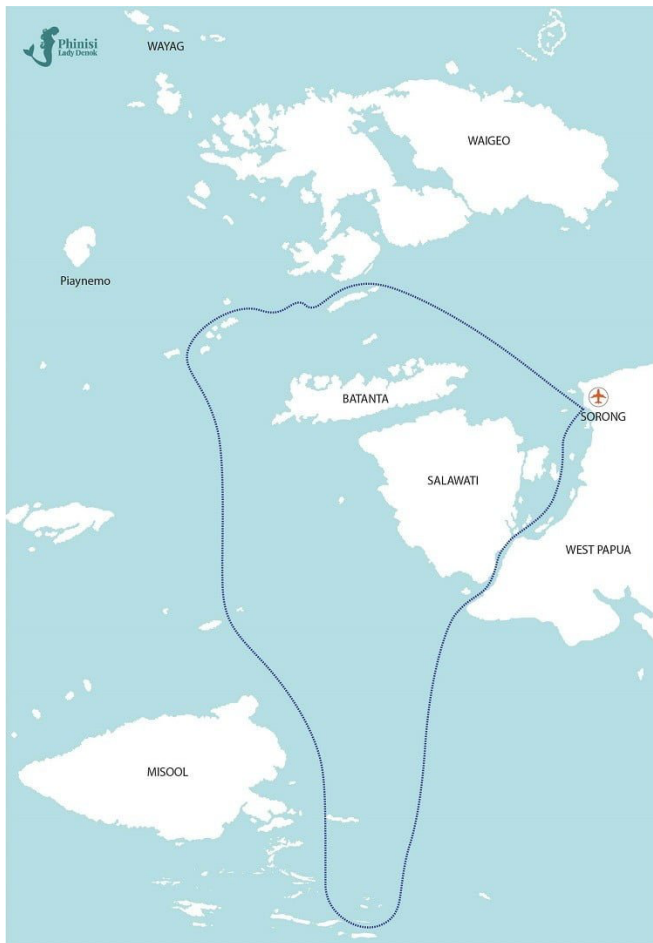 Phinisi
Lady Denok
WAYAG
WAIGEO
Piaynemo
BATANTA
SORONG
SALAWATI
WEST PAPUA
MISOOL